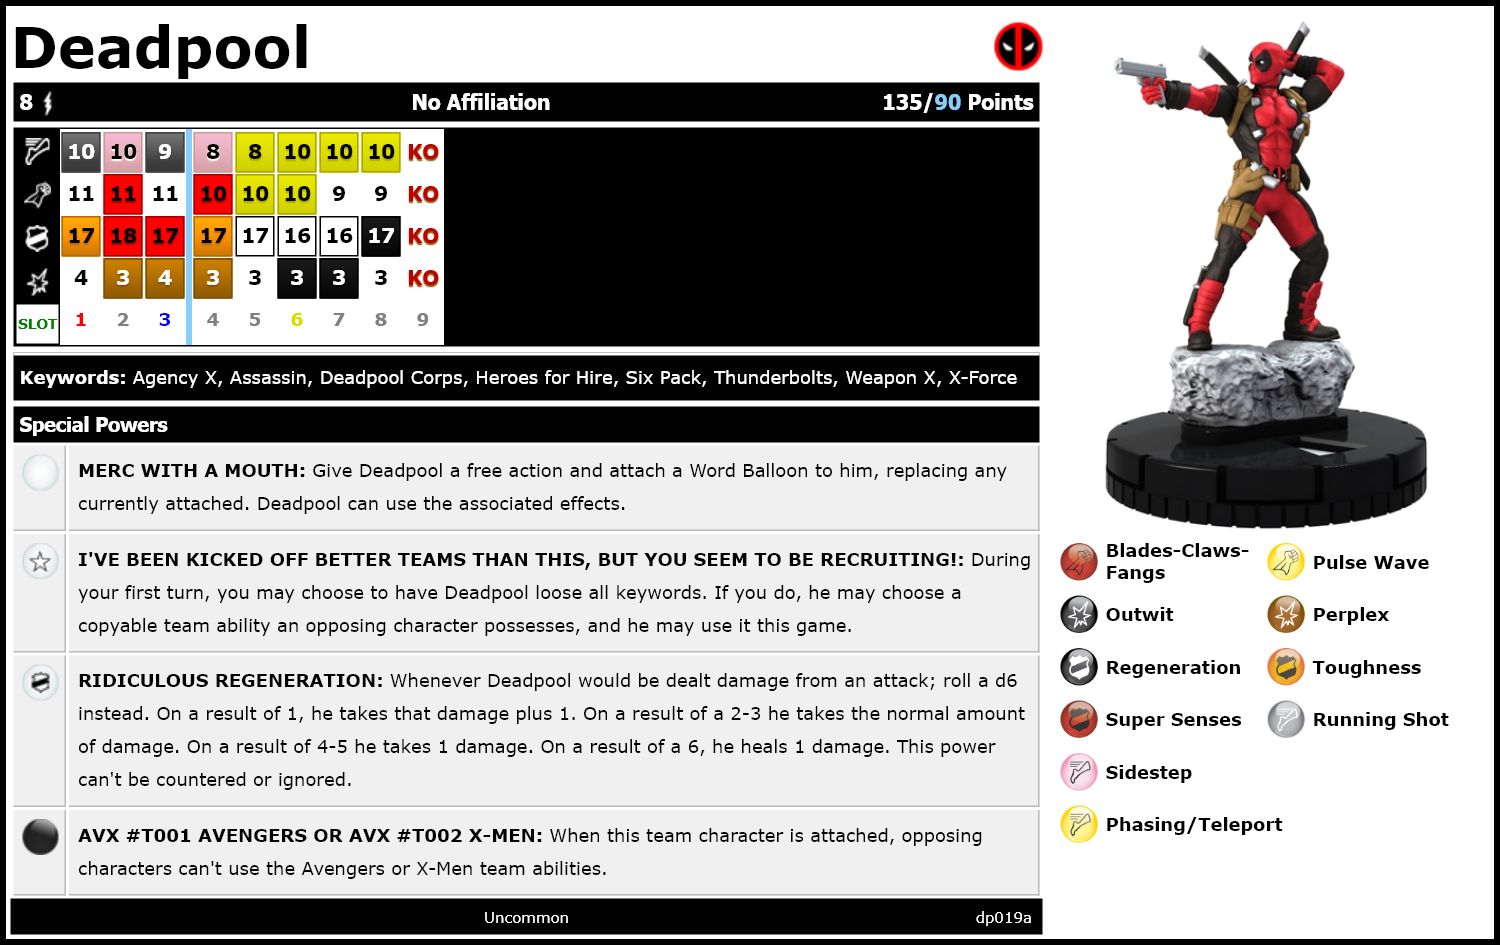 Deadpool
8 No Affiliation 135/90 Points
10 10 9 8 8 10 10 10 KO
11 11 11 10 10 10 9 9 KO
17 18 17 17 17 16 16 17 KO
4 3 4 3 3 3 3 3 KO
SLOT 1 2 3 4 5 6 7 8 9
Keywords: Agency X, Assassin, Deadpool Corps, Heroes for Hire, Six Pack, Thunderbolts, Weapon X, X-Force
Special Powers
MERC WITH A MOUTH: Give Deadpool a free action and attach a Word Balloon to him, replacing any
currently attached. Deadpool can use the associated effects.
I'VE BEEN KICKED OFF BETTER TEAMS THAN THIS, BUT YOU SEEM TO BE RECRUITING!: During
your first turn, you may choose to have Deadpool loose all keywords. If you do, he may choose a
copyable team ability an opposing character possesses, and he may use it this game.
RIDICULOUS REGENERATION: Whenever Deadpool would be dealt damage from an attack; roll a d6
instead. On a result of 1, he takes that damage plus 1. On a result of a 2-3 he takes the normal amount
of damage. On a result of 4-5 he takes 1 damage. On a result of a 6, he heals 1 damage. This power
can't be countered or ignored.
AVX #T001 AVENGERS OR AVX #T002 X-MEN: When this team character is attached, opposing
characters can't use the Avengers or X-Men team abilities.
Uncommon dp019a
Blades-Claws-
Fangs
Pulse Wave
Outwit
Perplex
Regeneration
Toughness
Super Senses
Running Shot
Sidestep
Phasing/Teleport